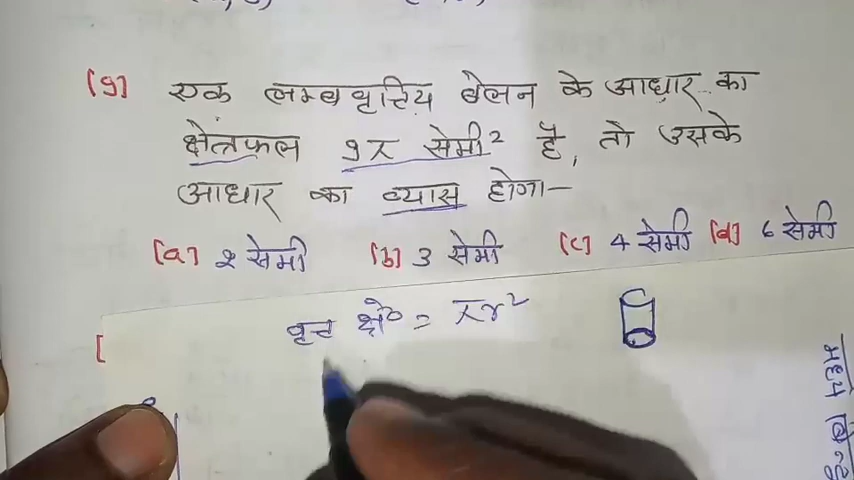 (9) एक लम्बवृत्तिय बेलन के आधार का
क्षेत्रफल 9π सेमी² है, तो उसके
आधार का व्यास होगा—
(a) 2 सेमी (b) 3 सेमी (c) 4 सेमी (d) 6 सेमी
वृत्त क्षे० = πr²
[